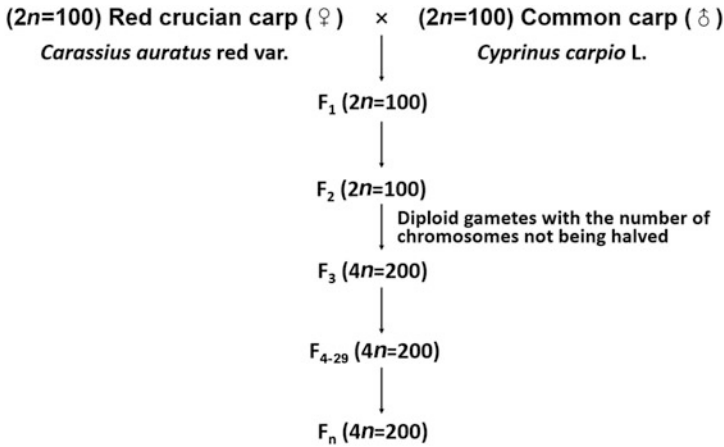 (2n=100) Red crucian carp (♀) × (2n=100) Common carp (♂)
Carassius auratus red var. Cyprinus carpio L.
F₁ (2n=100)
F₂ (2n=100)
Diploid gametes with the number of
chromosomes not being halved
F₃ (4n=200)
F₄₋₂₉ (4n=200)
Fₙ (4n=200)